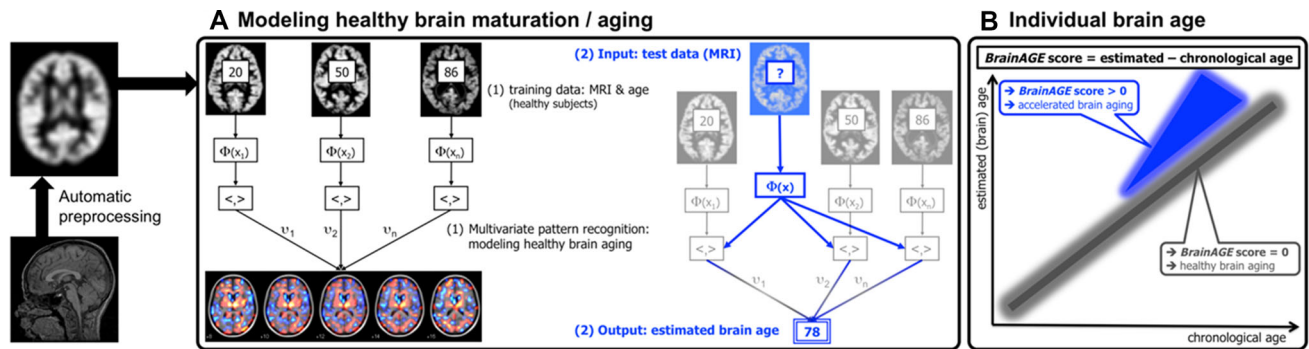 A Modeling healthy brain maturation / aging
B Individual brain age
Automatic
preprocessing
20
50
86
(1) training data: MRI & age
(healthy subjects)
Φ(x1)
Φ(x2)
Φ(xn)
<,>
<,>
<,>
υ1
υ2
υn
(1) Multivariate pattern recognition:
modeling healthy brain aging
(2) Input: test data (MRI)
?
20
50
86
Φ(x)
Φ(x1)
Φ(x2)
Φ(xn)
<,>
<,>
<,>
υ1
υ2
υn
(2) Output: estimated brain age
78
BrainAGE score = estimated – chronological age
→ BrainAGE score > 0
→ accelerated brain aging
estimated (brain) age
→ BrainAGE score = 0
→ healthy brain aging
chronological age